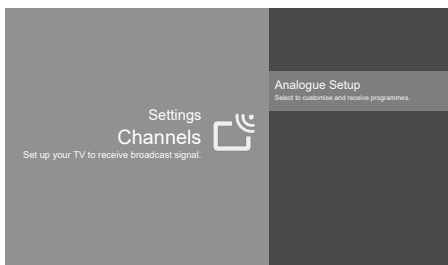 Settings
Channels
Set up your TV to receive broadcast signal.
Analogue Setup
Select to customise and receive programmes.